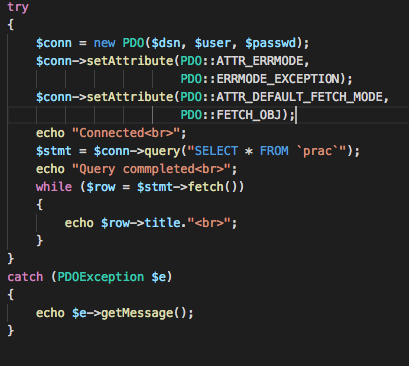 try
{
    $conn = new PDO($dsn, $user, $passwd);
    $conn->setAttribute(PDO::ATTR_ERRMODE,
                        PDO::ERRMODE_EXCEPTION);
    $conn->setAttribute(PDO::ATTR_DEFAULT_FETCH_MODE,
                        PDO::FETCH_OBJ);
    echo "Connected<br>";
    $stmt = $conn->query("SELECT * FROM `prac`");
    echo "Query commpleted<br>";
    while ($row = $stmt->fetch())
    {
        echo $row->title."<br>";
    }
}
catch (PDOException $e)
{
    echo $e->getMessage();
}